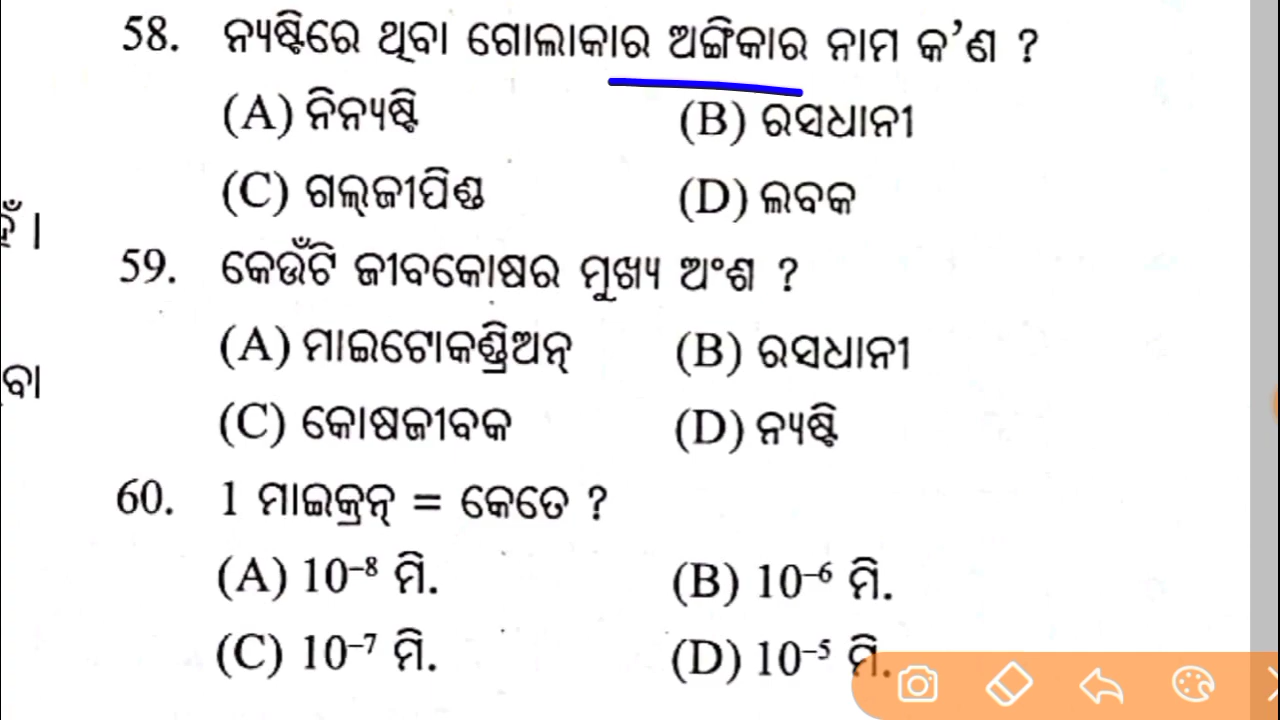 58. ନ୍ୟଷ୍ଟିରେ ଥିବା ଗୋଲାକାର ଅଙ୍ଗିକାର ନାମ କ'ଣ ?
(A) ନିନ୍ୟଷ୍ଟି (B) ରସଧାନୀ
(C) ଗଲ୍‌ଜୀପିଣ୍ଡ (D) ଲବକ
ହଁ।
59. କେଉଁଟି ଜୀବକୋଷର ମୁଖ୍ୟ ଅଂଶ ?
(A) ମାଇଟୋକଣ୍ଡ୍ରିଅନ୍ (B) ରସଧାନୀ
ବା
(C) କୋଷଜୀବକ (D) ନ୍ୟଷ୍ଟି
60. 1 ମାଇକ୍ରନ୍ = କେତେ ?
(A) 10⁻⁸ ମି. (B) 10⁻⁶ ମି.
(C) 10⁻⁷ ମି. (D) 10⁻⁵ ମି.